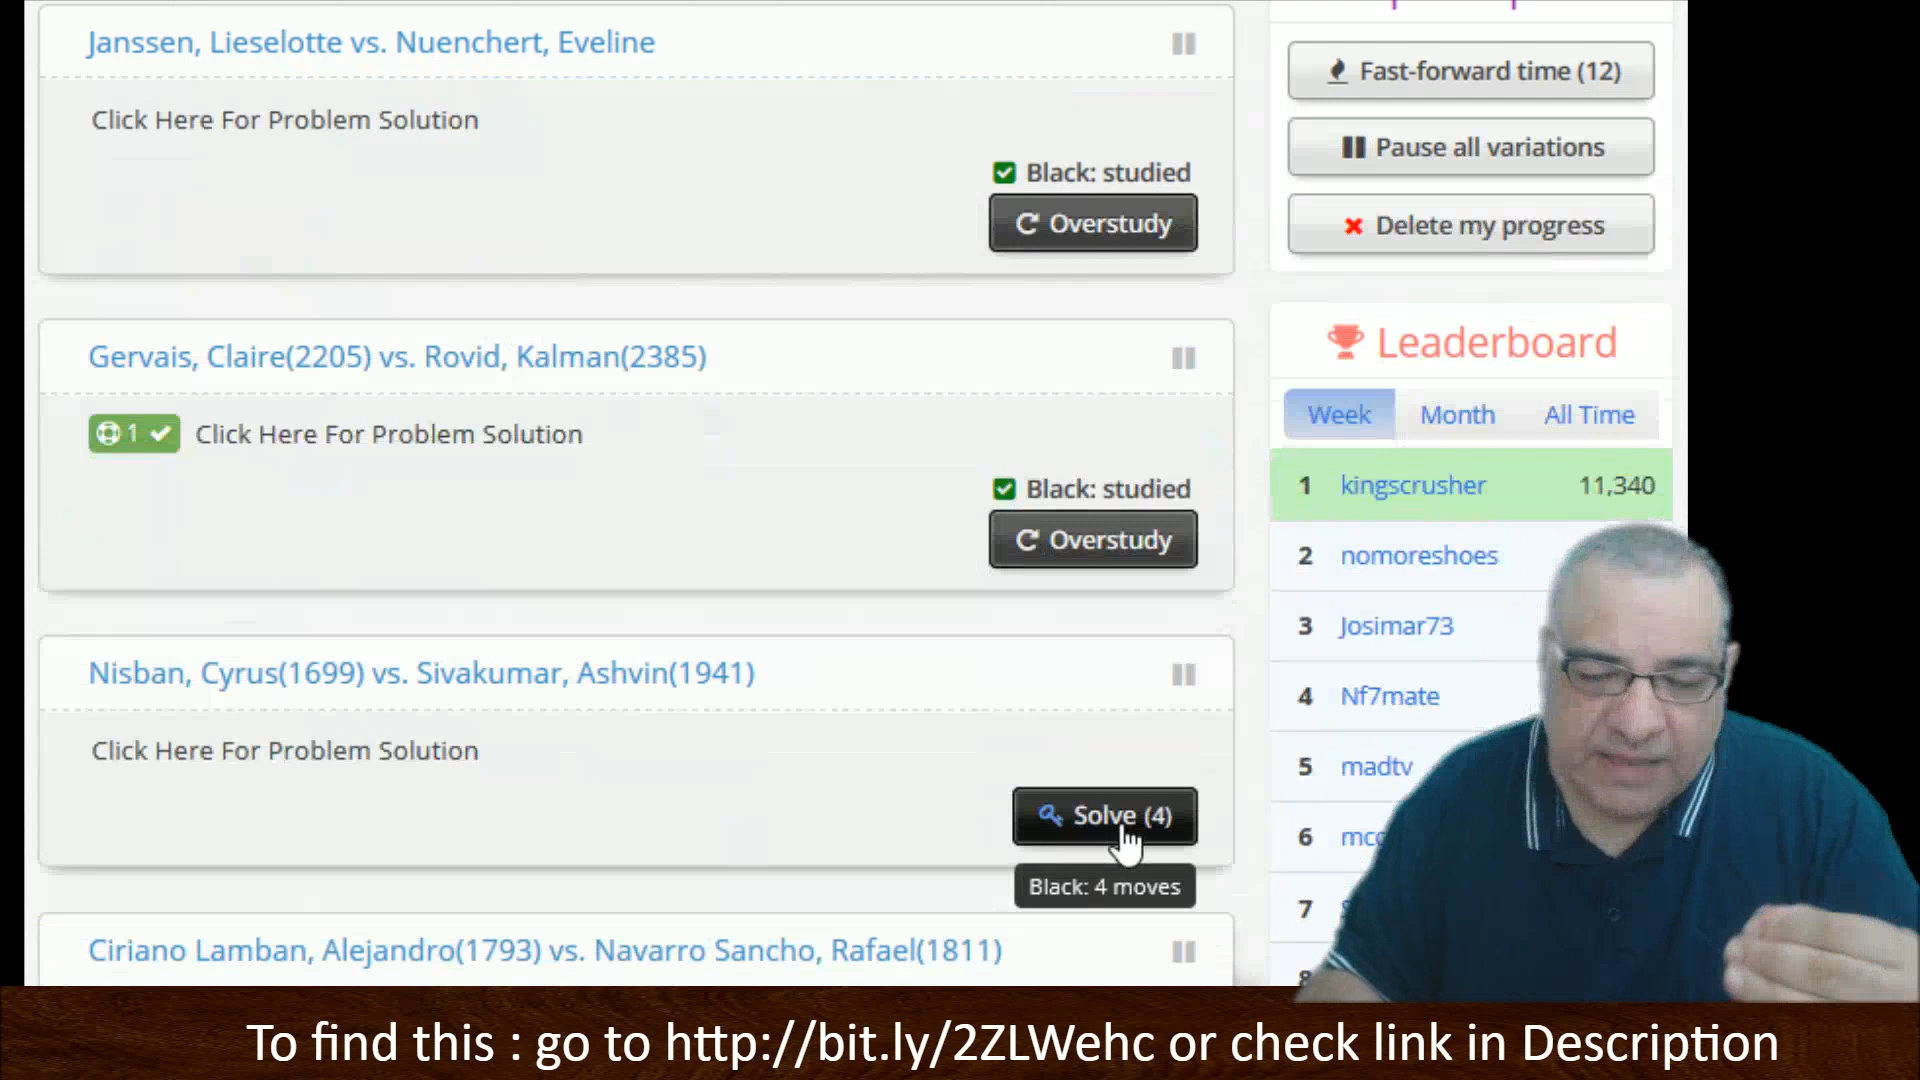 Janssen, Lieselotte vs. Nuenchert, Eveline
Click Here For Problem Solution
Black: studied
Overstudy
Gervais, Claire(2205) vs. Rovid, Kalman(2385)
1 Click Here For Problem Solution
Black: studied
Overstudy
Nisban, Cyrus(1699) vs. Sivakumar, Ashvin(1941)
Click Here For Problem Solution
Solve (4)
Black: 4 moves
Ciriano Lamban, Alejandro(1793) vs. Navarro Sancho, Rafael(1811)
Fast-forward time (12)
Pause all variations
Delete my progress
Leaderboard
Week Month All Time
1 kingscrusher 11,340
2 nomoreshoes
3 Josimar73
4 Nf7mate
5 madtv
6
7
8
To find this : go to http://bit.ly/2ZLWehc or check link in Description